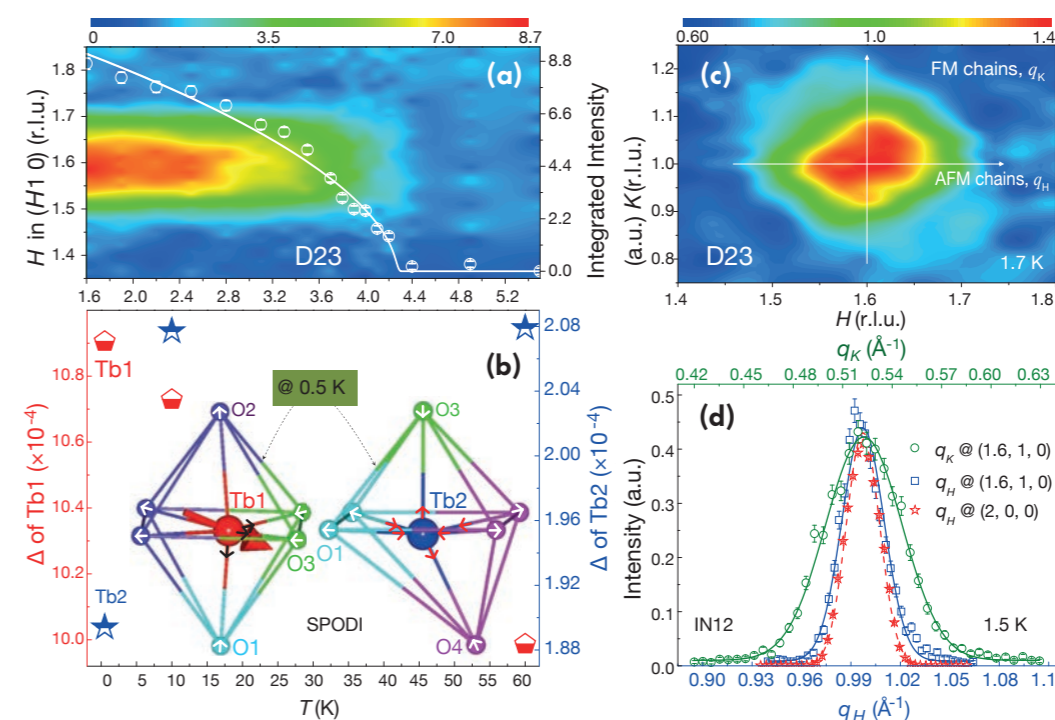 0 3.5 7.0 8.7
(a)
H in (H 1 0) (r.l.u.)
1.8
1.7
1.6
1.5
1.4
8.8
6.6
4.4
2.2
0.0
Integrated Intensity
D23
1.6 2.0 2.4 2.8 3.2 3.6 4.0 4.4 4.8 5.2
0.60 1.0 1.4
(c)
FM chains, qK
AFM chains, qH
(a.u.) K(r.l.u.)
1.2
1.1
1.0
0.9
0.8
D23
1.7 K
1.4 1.5 1.6 1.7 1.8
H (r.l.u.)
(b)
Δ of Tb1 (×10⁻⁴)
10.8
10.6
10.4
10.2
10.0
Tb1
@ 0.5 K
O2
O3
Tb1
Tb2
O1
O3
Tb2
SPODI
O1
O4
2.08
2.04
2.00
1.96
1.92
1.88
Δ of Tb2 (×10⁻⁴)
0 5 10 15 20 25 30 35 40 45 50 55 60
T (K)
qK (Å⁻¹)
0.42 0.45 0.48 0.51 0.54 0.57 0.60 0.63
(d)
Intensity (a.u.)
0.5
0.4
0.3
0.2
0.1
0.0
qK @ (1.6, 1, 0)
qH @ (1.6, 1, 0)
qH @ (2, 0, 0)
IN12
1.5 K
0.90 0.93 0.96 0.99 1.02 1.05 1.08 1.1
qH (Å⁻¹)